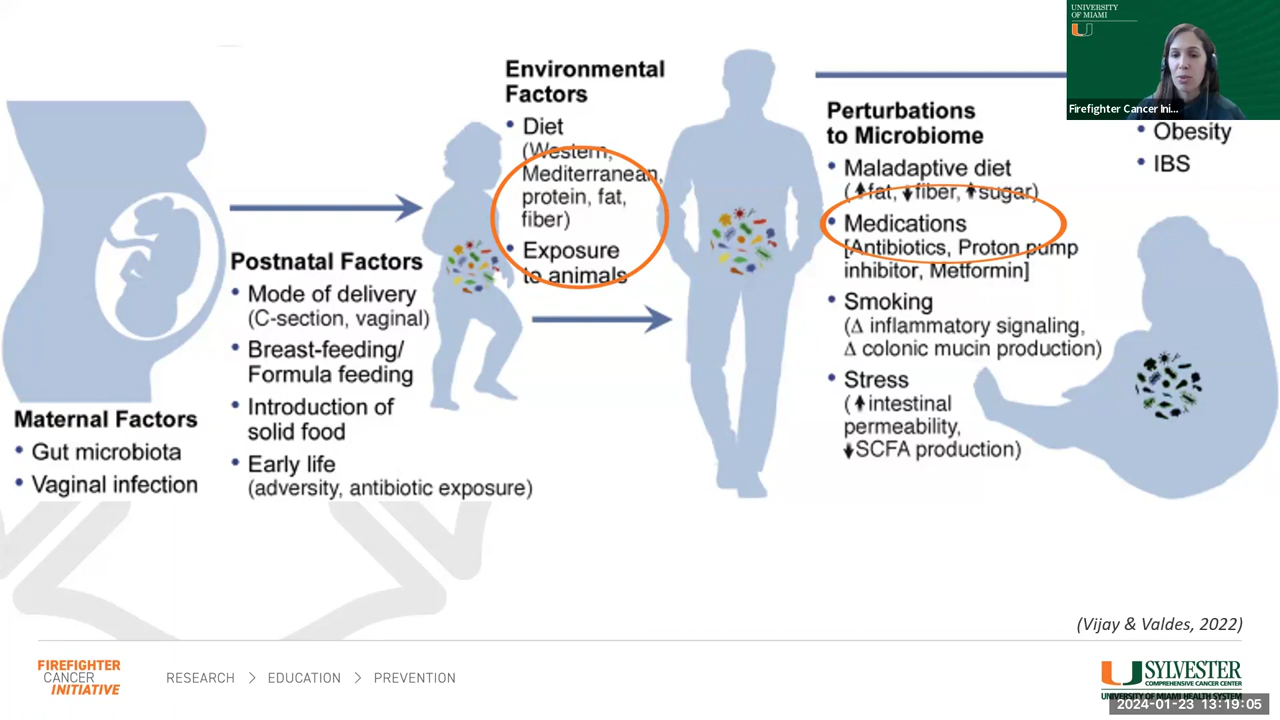 Maternal Factors
• Gut microbiota
• Vaginal infection
Postnatal Factors
• Mode of delivery
(C-section, vaginal)
• Breast-feeding/
Formula feeding
• Introduction of
solid food
• Early life
(adversity, antibiotic exposure)
Environmental
Factors
• Diet
(Western,
Mediterranean,
protein, fat,
fiber)
• Exposure
to animals
Perturbations
to Microbiome
• Maladaptive diet
(↑fat, ↓fiber, ↑sugar)
• Medications
[Antibiotics, Proton pump
inhibitor, Metformin]
• Smoking
(Δ inflammatory signaling,
Δ colonic mucin production)
• Stress
(↑intestinal
permeability,
↓SCFA production)
• Obesity
• IBS
UNIVERSITY
OF MIAMI
Firefighter Cancer Ini...
(Vijay & Valdes, 2022)
FIREFIGHTER
CANCER
INITIATIVE
RESEARCH > EDUCATION > PREVENTION
SYLVESTER
COMPREHENSIVE CANCER CENTER
UNIVERSITY OF MIAMI HEALTH SYSTEM
2024-01-23 13:19:05